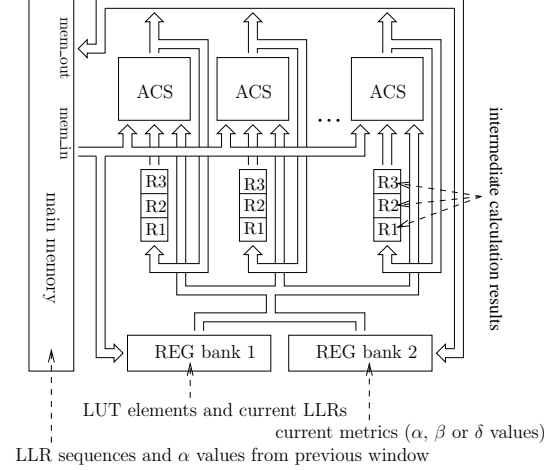 mem_out
mem_in
main memory
ACS
ACS
ACS
...
R3
R2
R1
R3
R2
R1
R3
R2
R1
intermediate calculation results
REG bank 1
REG bank 2
LUT elements and current LLRs
current metrics (α, β or δ values)
LLR sequences and α values from previous window